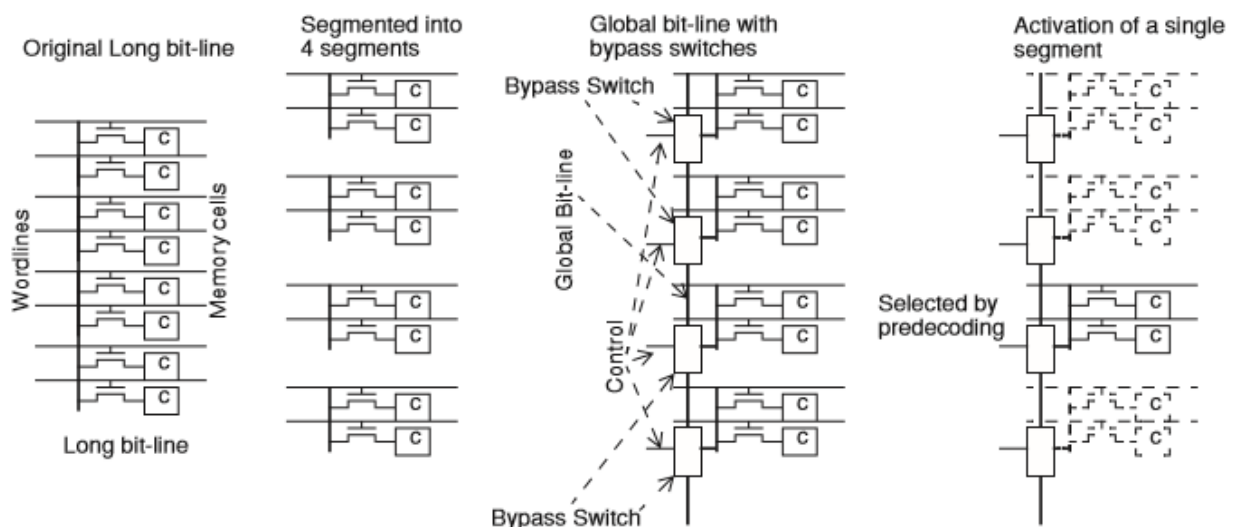 Original Long bit-line
Segmented into
4 segments
Global bit-line with
bypass switches
Activation of a single
segment
Wordlines
C
C
C
C
C
C
C
C
Memory cells
Long bit-line
C
C
C
C
C
C
C
C
Bypass Switch
Global Bit-line
Control
Bypass Switch
C
C
C
C
C
C
C
C
Selected by
predecoding
C
C
C
C
C
C
C
C